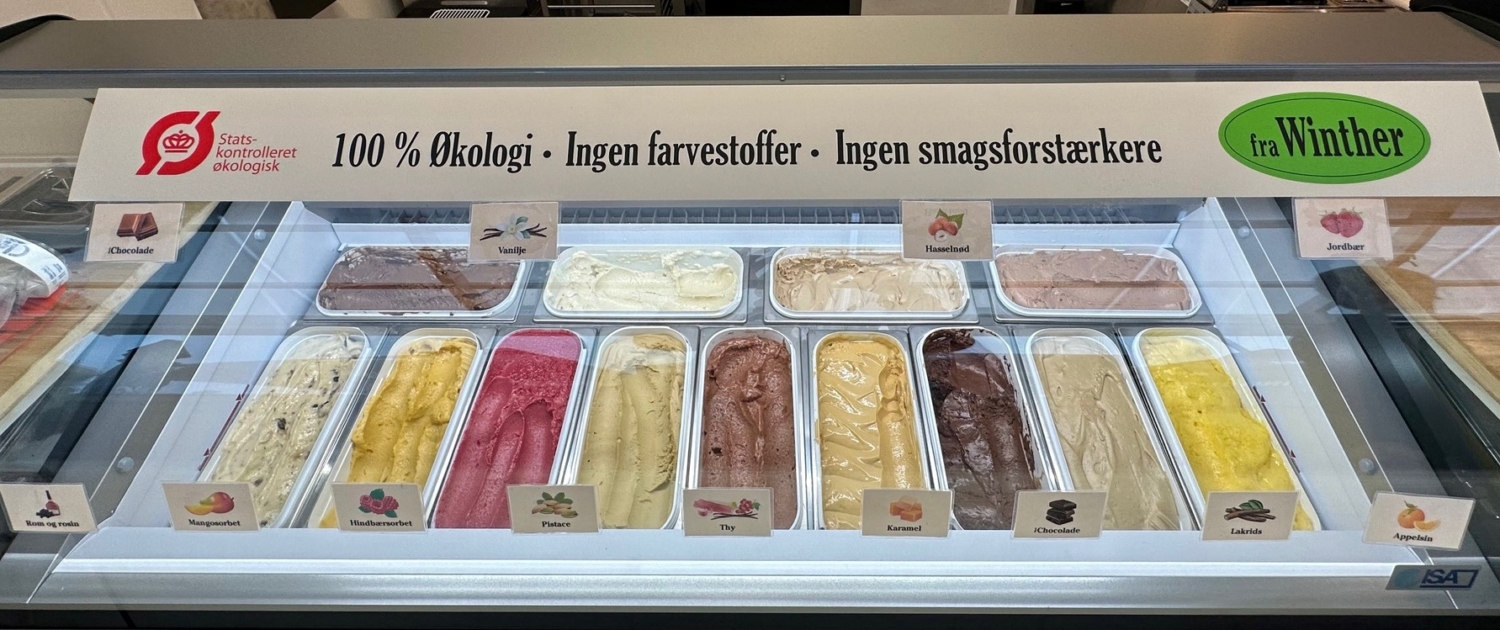 Stats-
kontrolleret
økologisk
100 % Økologi • Ingen farvestoffer • Ingen smagsforstærkere
fra Winther
Chocolade
Vanilje
Hasselnød
Jordbær
Rom og rosin
Mangosorbet
Hindbærsorbet
Pistace
Thy
Karamel
Chocolade
Lakrids
Appelsin
ISA